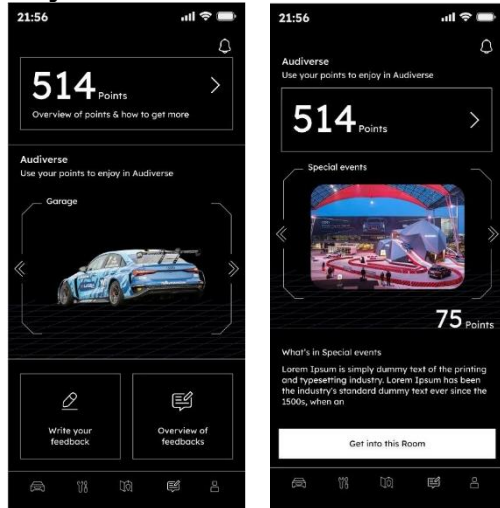 21:56
514 Points
Overview of points & how to get more
Audiverse
Use your points to enjoy in Audiverse
Garage
Write your
feedback
Overview of
feedbacks
21:56
Audiverse
Use your points to enjoy in Audiverse
514 Points
Special events
75 Points
What's in Special events
Lorem Ipsum is simply dummy text of the printing
and typesetting industry. Lorem Ipsum has been
the industry's standard dummy text ever since the
1500s, when an
Get into this Room